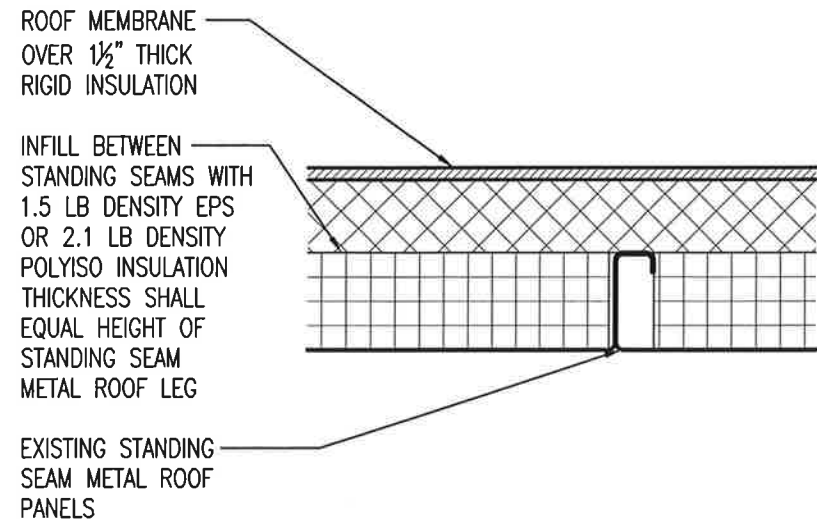 ROOF MEMBRANE
OVER 1½" THICK
RIGID INSULATION
INFILL BETWEEN
STANDING SEAMS WITH
1.5 LB DENSITY EPS
OR 2.1 LB DENSITY
POLYISO INSULATION
THICKNESS SHALL
EQUAL HEIGHT OF
STANDING SEAM
METAL ROOF LEG
EXISTING STANDING
SEAM METAL ROOF
PANELS